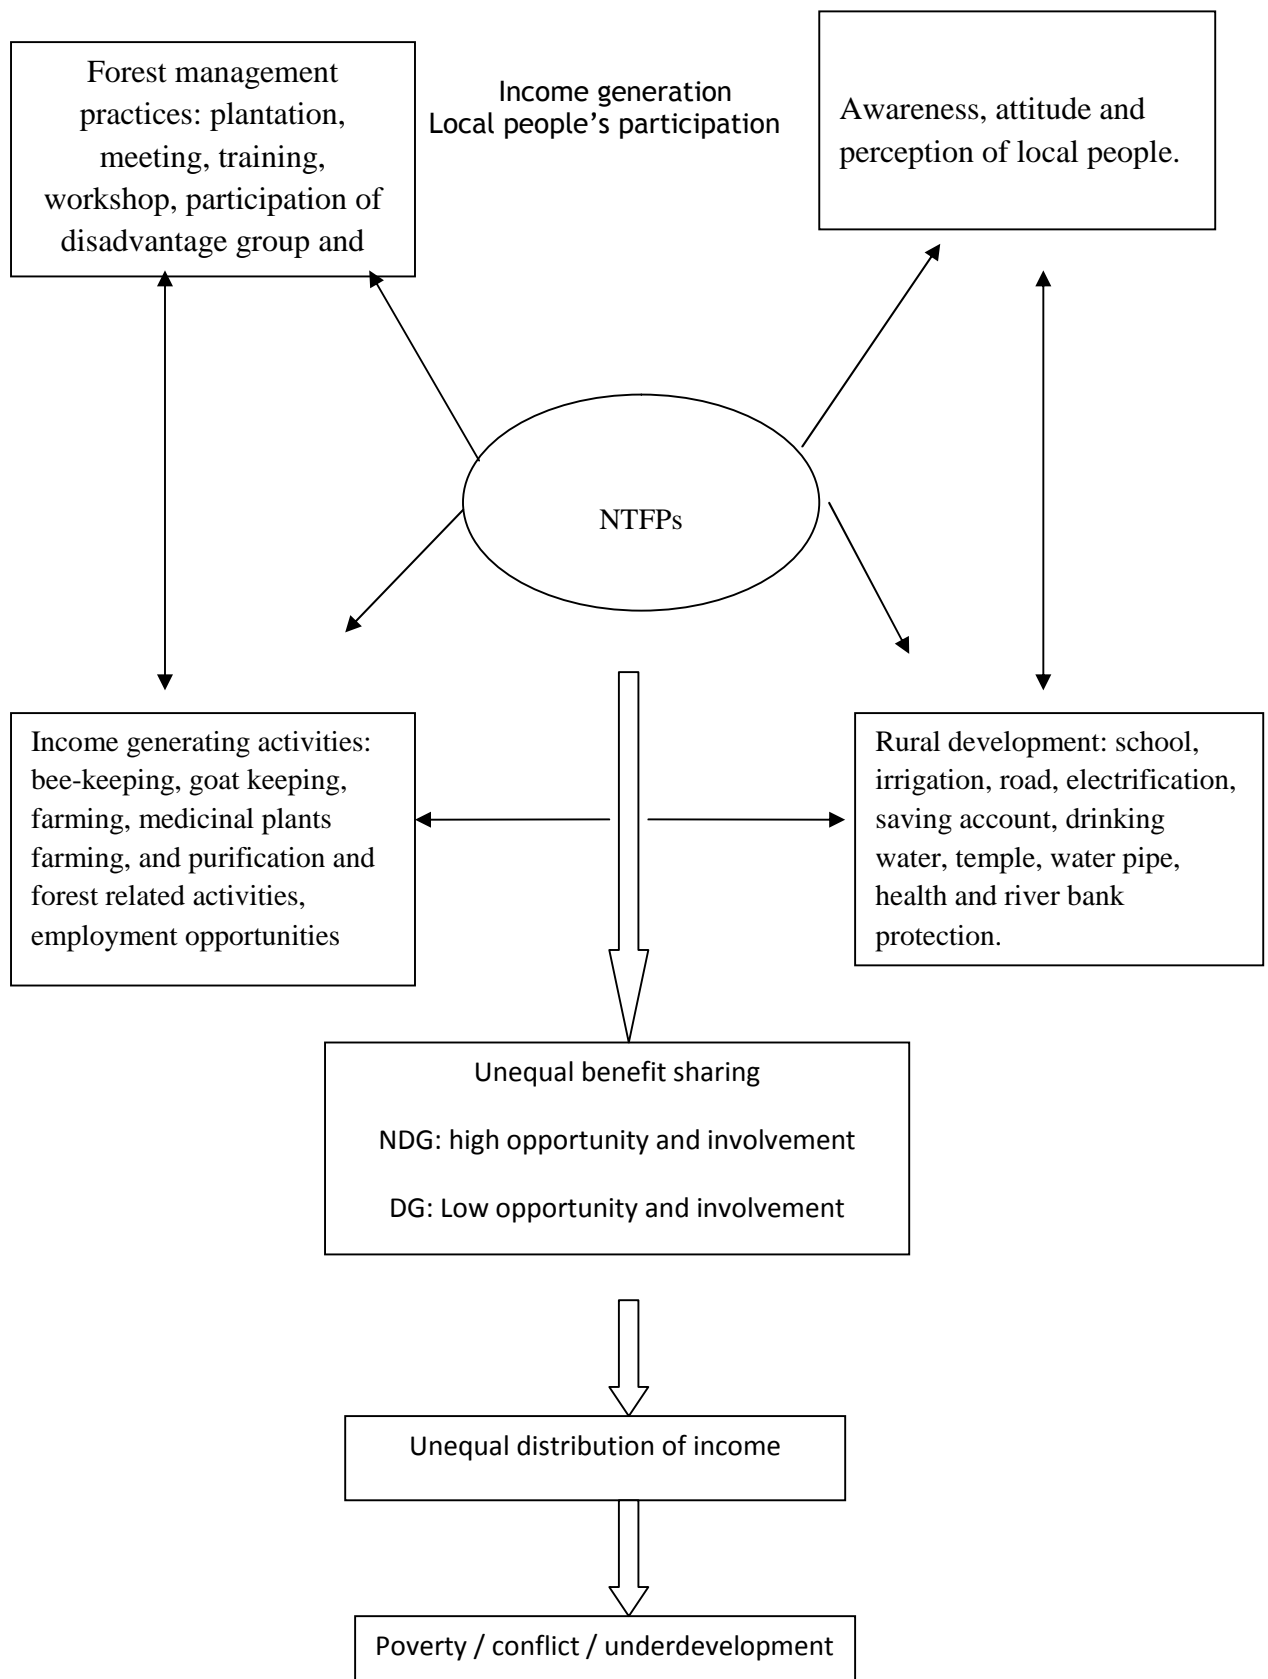 Forest management
practices: plantation,
meeting, training,
workshop, participation of
disadvantage group and
Income generation
Local people’s participation
Awareness, attitude and
perception of local people.
NTFPs
Income generating activities:
bee-keeping, goat keeping,
farming, medicinal plants
farming, and purification and
forest related activities,
employment opportunities
Rural development: school,
irrigation, road, electrification,
saving account, drinking
water, temple, water pipe,
health and river bank
protection.
Unequal benefit sharing
NDG: high opportunity and involvement
DG: Low opportunity and involvement
Unequal distribution of income
Poverty / conflict / underdevelopment